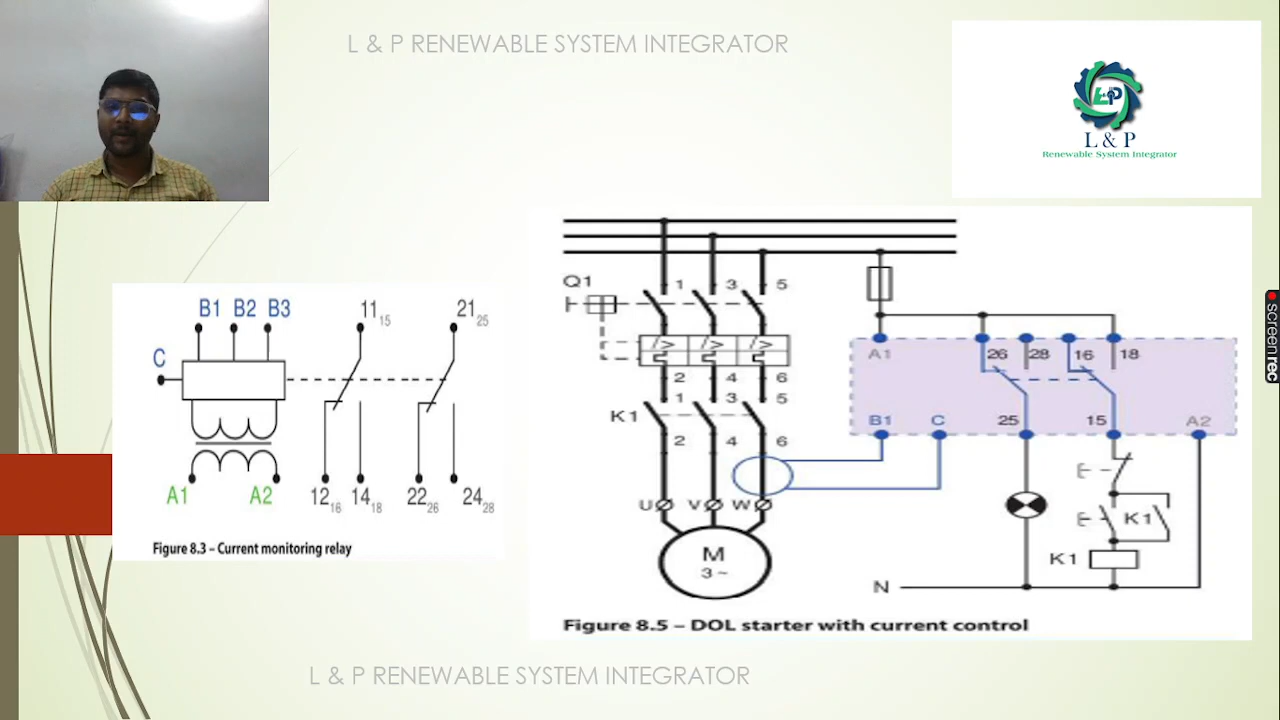 L & P RENEWABLE SYSTEM INTEGRATOR
L&P
L & P
Renewable System Integrator
B1 B2 B3
11 15
21 25
C
A1 A2
12 16 14 18 22 26 24 28
Figure 8.3 – Current monitoring relay
Q1
1 3 5
I> I> I>
2 4 6
K1
1 3 5
2 4 6
U V W
M
3 ~
A1 26 28 16 18
B1 C 25 15 A2
K1
K1
N
Figure 8.5 – DOL starter with current control
L & P RENEWABLE SYSTEM INTEGRATOR
screenrec